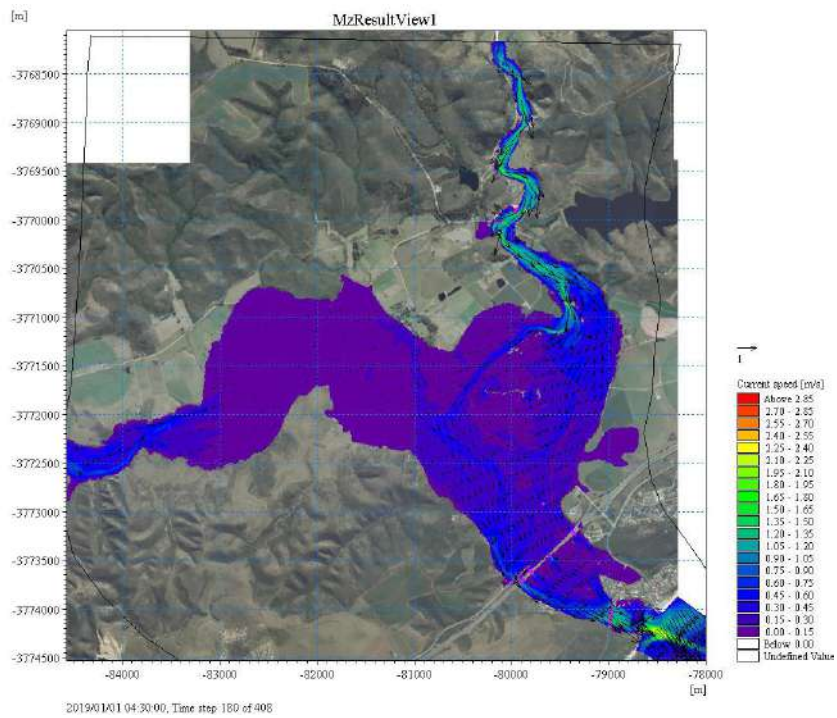 [m]
MzResultView1
-3768500
-3769000
-3769500
-3770000
-3770500
-3771000
-3771500
-3772000
-3772500
-3773000
-3773500
-3774000
-3774500
-84000
-83000
-82000
-81000
-80000
-79000
-78000
[m]
1
Current speed [m/s]
Above 2.85
2.70 - 2.85
2.55 - 2.70
2.40 - 2.55
2.25 - 2.40
2.10 - 2.25
1.95 - 2.10
1.80 - 1.95
1.65 - 1.80
1.50 - 1.65
1.35 - 1.50
1.20 - 1.35
1.05 - 1.20
0.90 - 1.05
0.75 - 0.90
0.60 - 0.75
0.45 - 0.60
0.30 - 0.45
0.15 - 0.30
0.00 - 0.15
Below 0.00
Undefined Value
2019/01/01 04:30:00, Time step 180 of 408